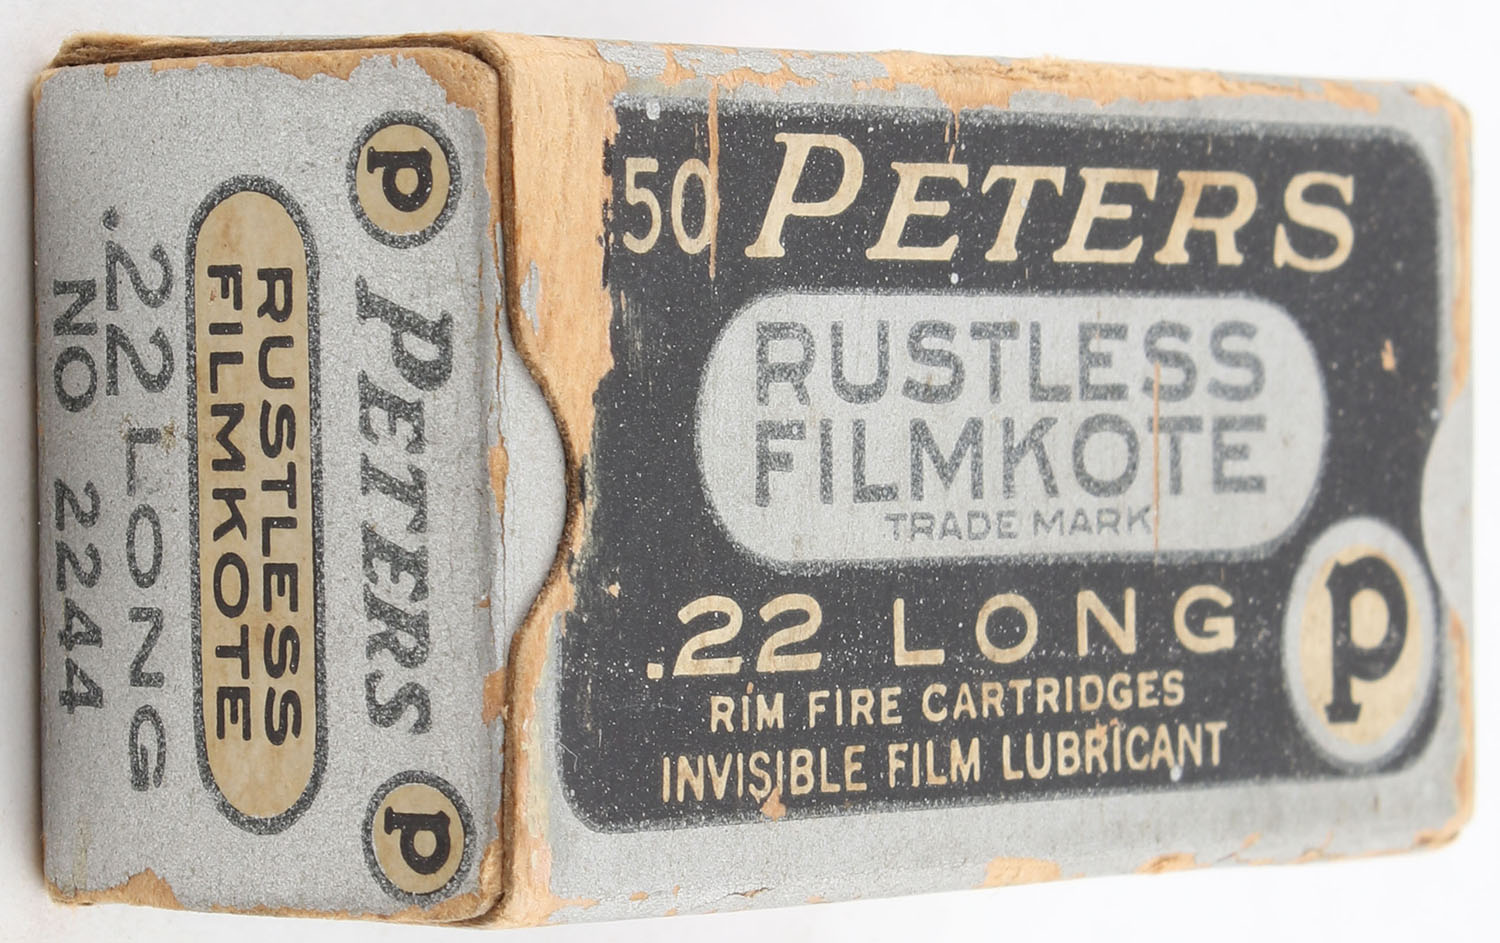 50 PETERS
RUSTLESS
FILMKOTE
TRADE MARK
.22 LONG
RIM FIRE CARTRIDGES
INVISIBLE FILM LUBRICANT
P
P PETERS P
RUSTLESS
FILMKOTE
.22 LONG
NO 2244